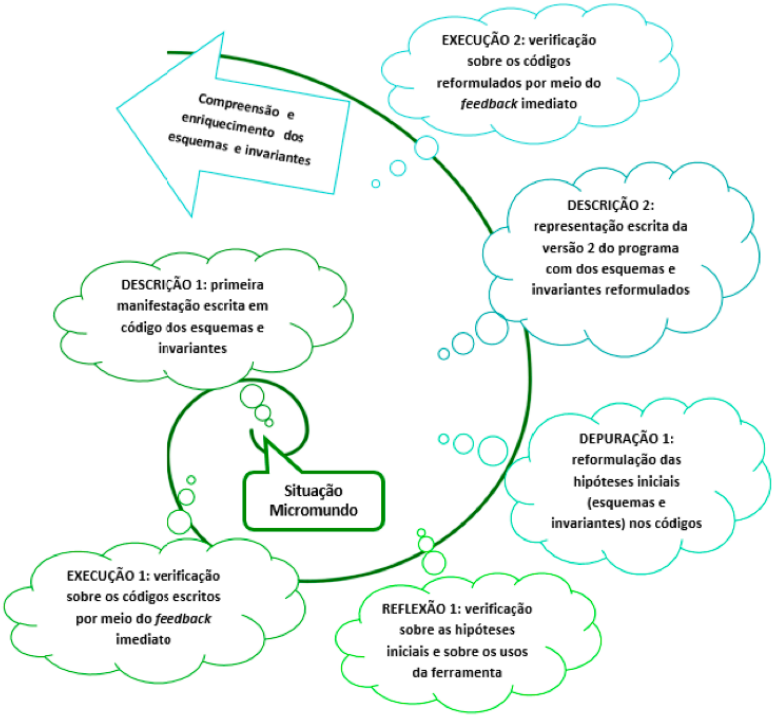 EXECUÇÃO 2: verificação
sobre os códigos
reformulados por meio do
feedback imediato
Compreensão e
enriquecimento dos
esquemas e invariantes
DESCRIÇÃO 2:
representação escrita da
versão 2 do programa
com dos esquemas e
invariantes reformulados
DESCRIÇÃO 1: primeira
manifestação escrita em
código dos esquemas e
invariantes
DEPURAÇÃO 1:
reformulação das
hipóteses iniciais
(esquemas e
invariantes) nos códigos
Situação
Micromundo
EXECUÇÃO 1: verificação
sobre os códigos escritos
por meio do feedback
imediato
REFLEXÃO 1: verificação
sobre as hipóteses
iniciais e sobre os usos
da ferramenta